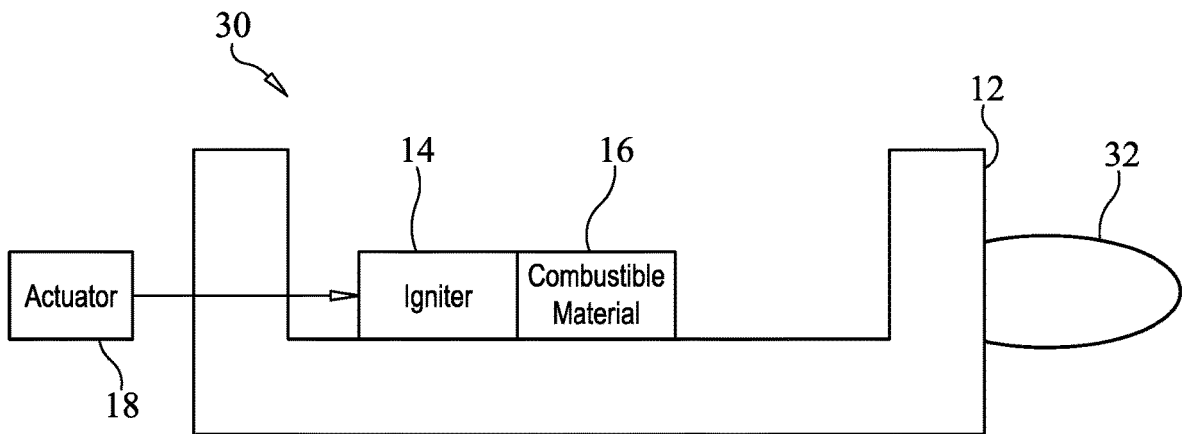 30
12
14
16
32
Actuator
Igniter
Combustible
Material
18